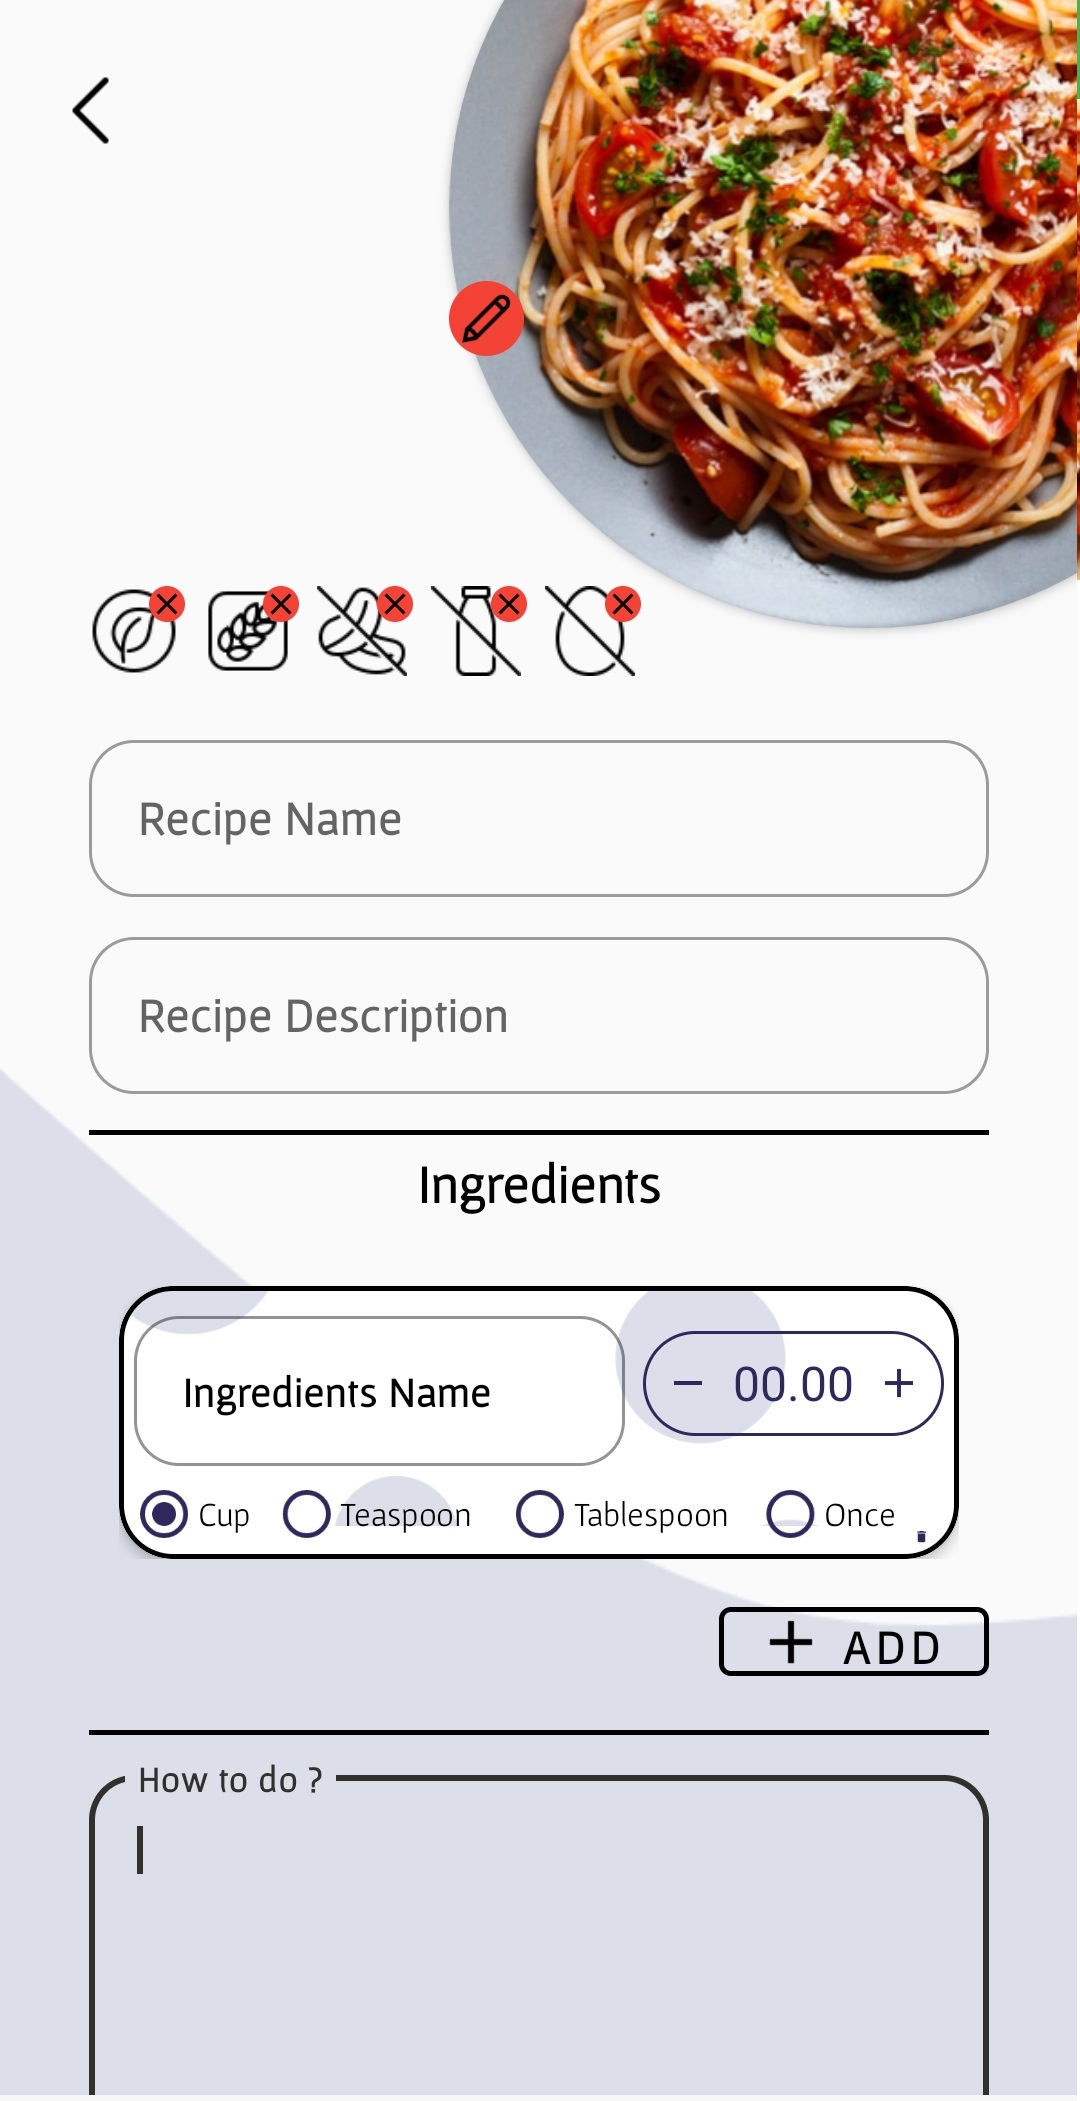 Recipe Name
Recipe Description
Ingredients
Ingredients Name
− 00.00 +
Cup Teaspoon Tablespoon Once
+ ADD
How to do ?